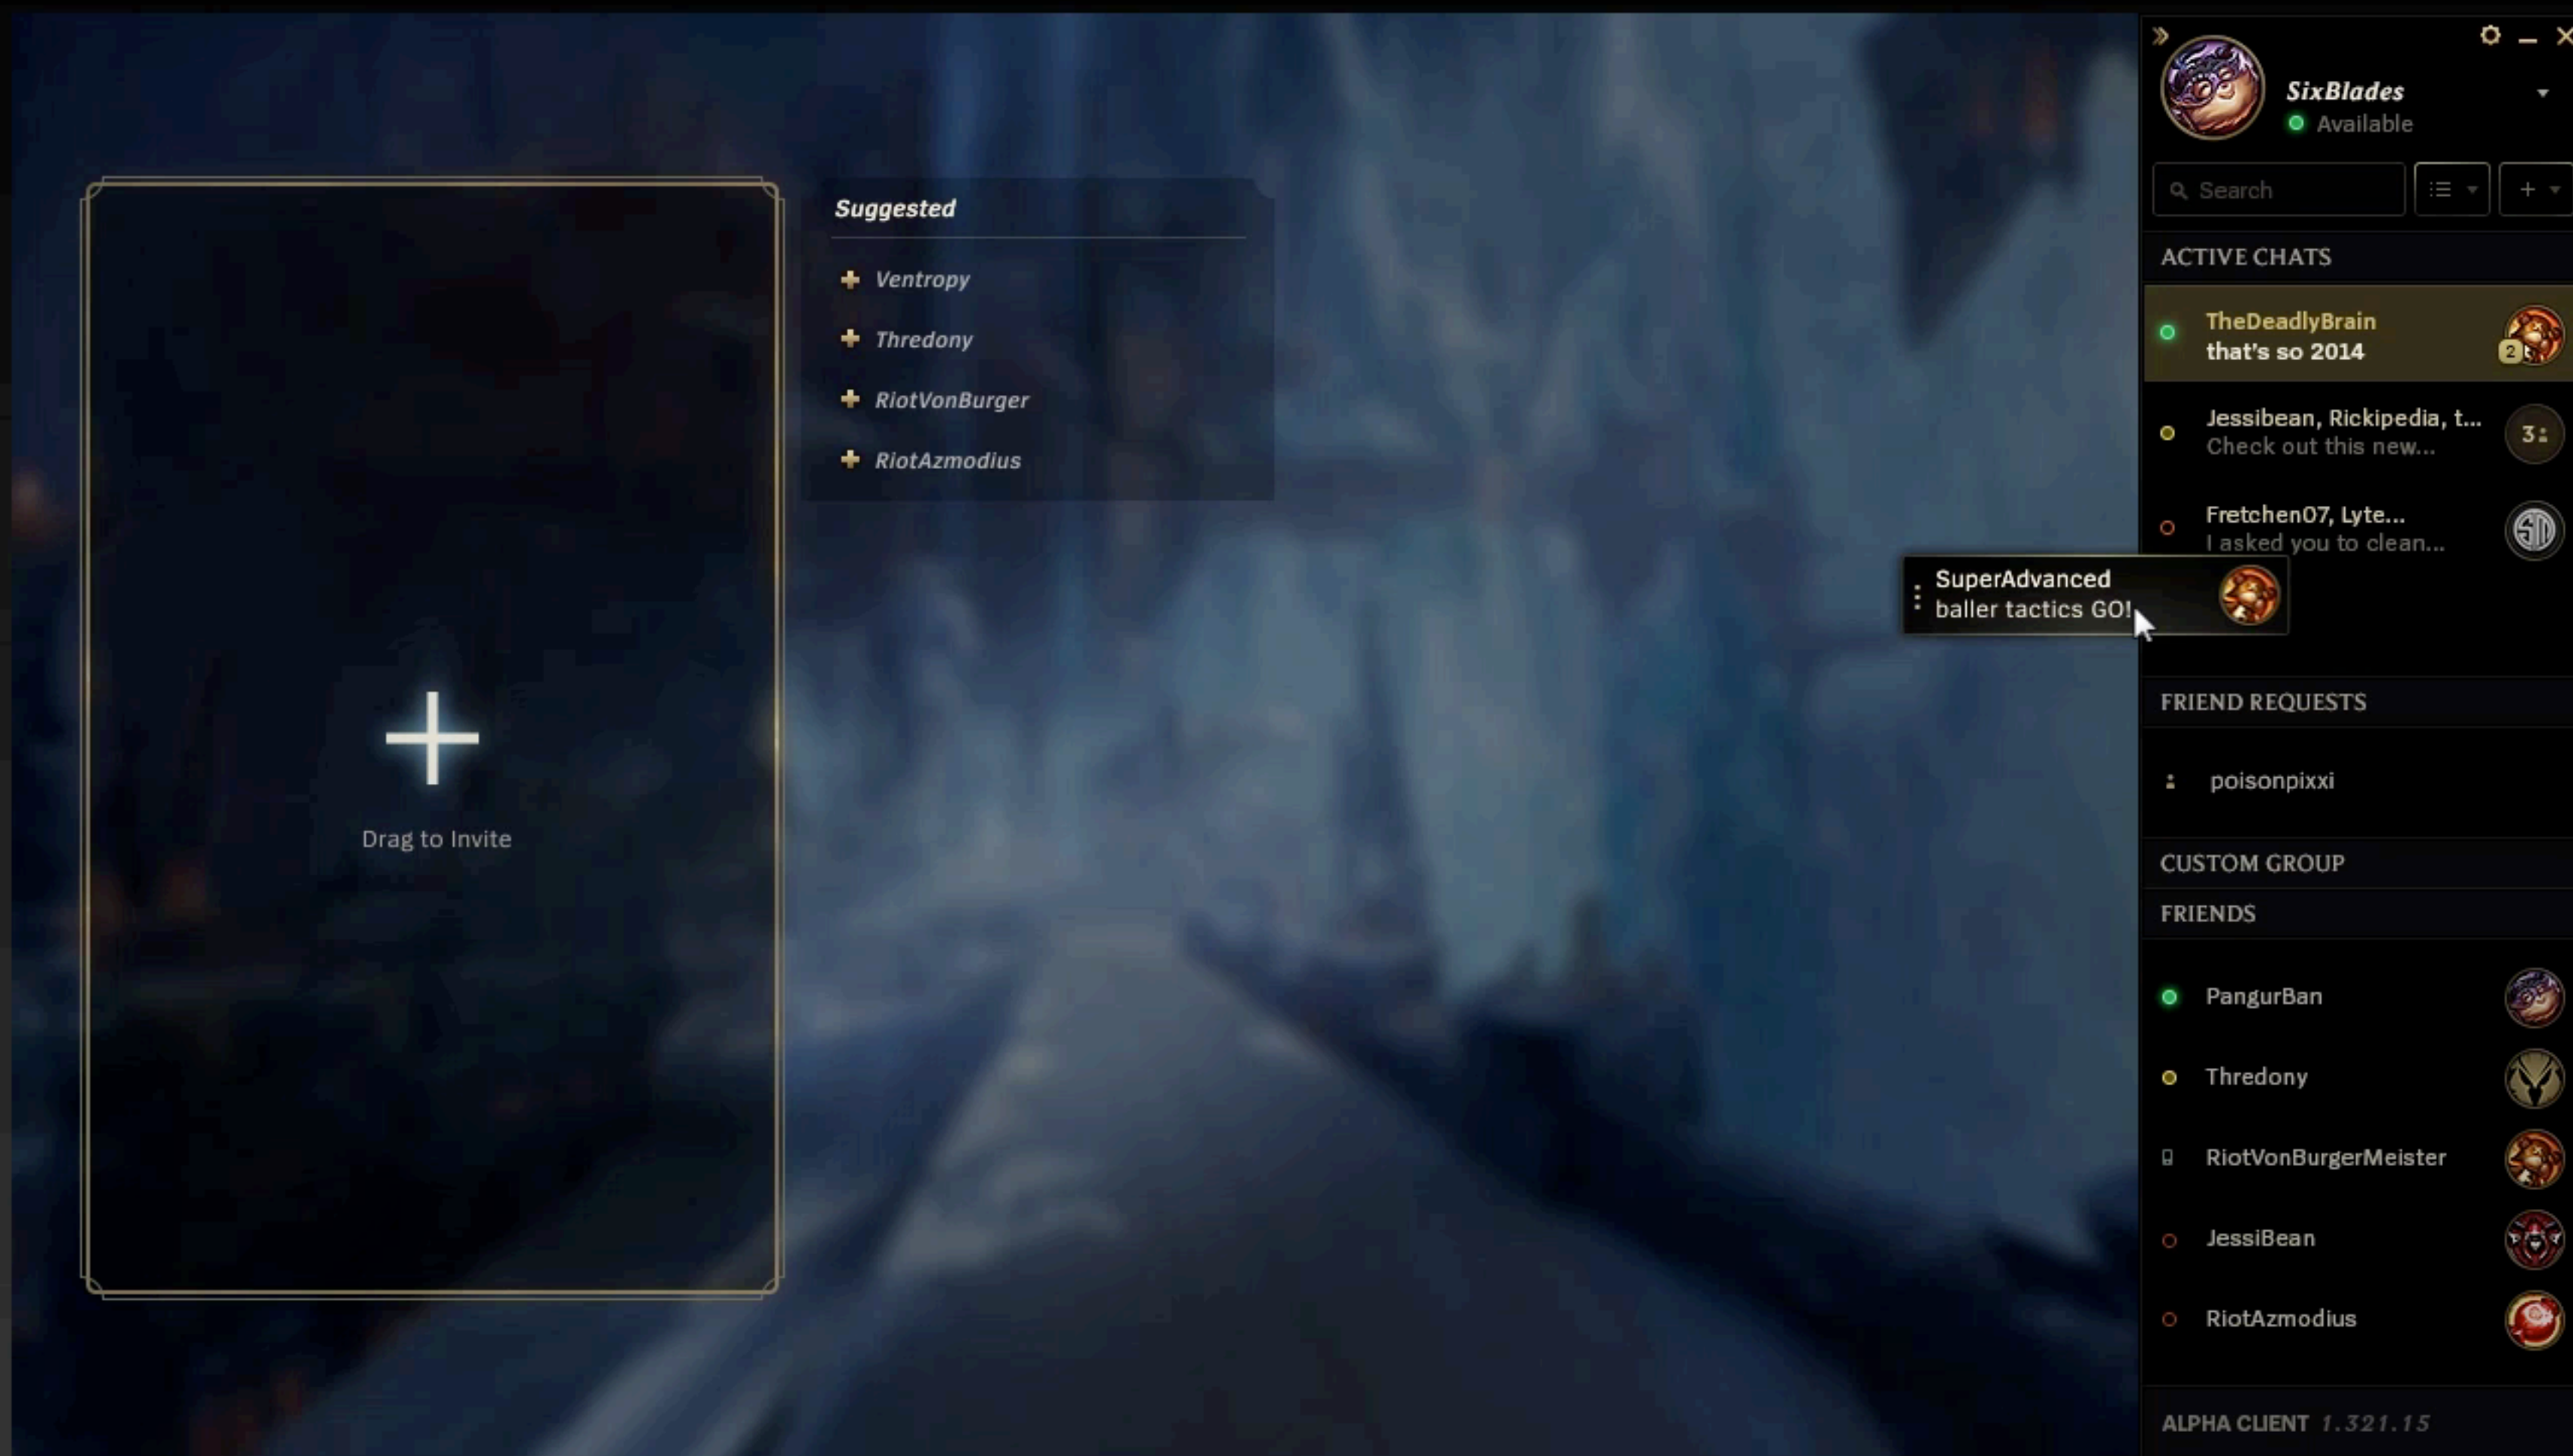 Suggested
Ventropy
Thredony
RiotVonBurger
RiotAzmodius
Drag to Invite
SixBlades
Available
Search
ACTIVE CHATS
TheDeadlyBrain
that's so 2014
2
Jessibean, Rickipedia, t...
Check out this new...
3
Fretchen07, Lyte...
I asked you to clean...
SuperAdvanced
baller tactics GO!
FRIEND REQUESTS
poisonpixxi
CUSTOM GROUP
FRIENDS
PangurBan
Thredony
RiotVonBurgerMeister
JessiBean
RiotAzmodius
ALPHA CLIENT 1.321.15